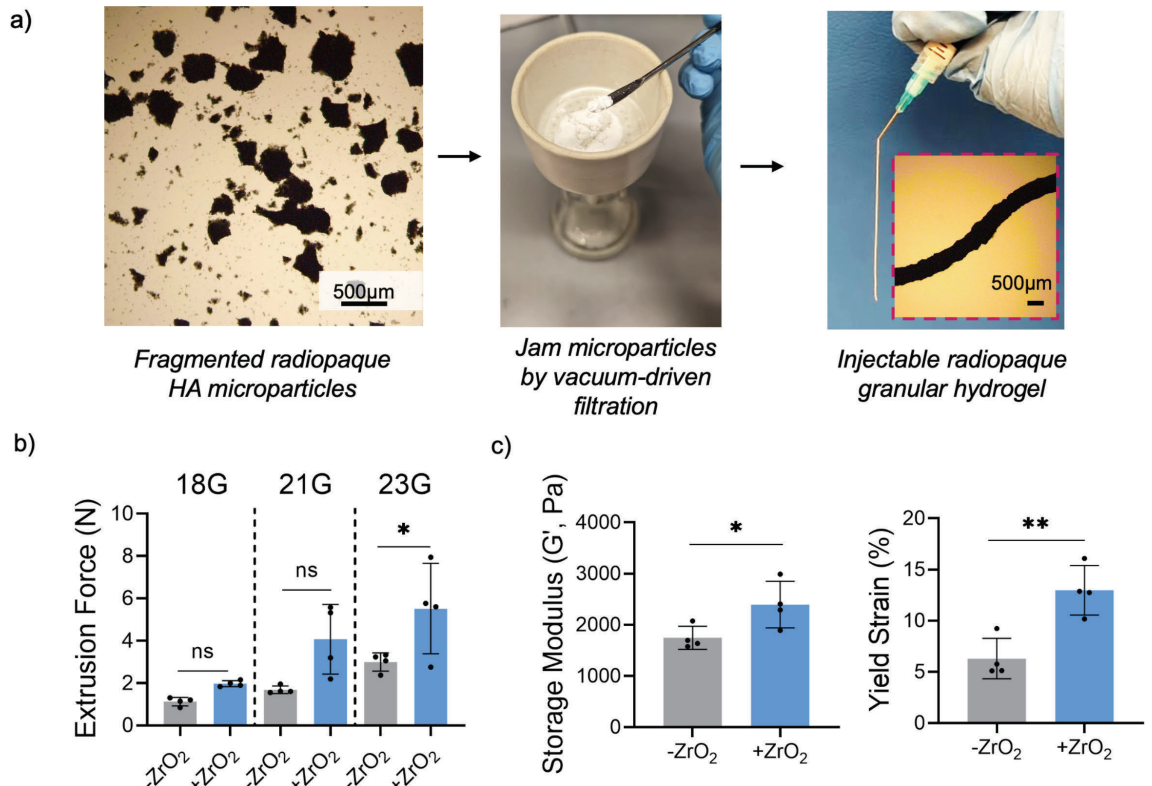 a)
500µm
500µm
Fragmented radiopaque
HA microparticles
Jam microparticles
by vacuum-driven
filtration
Injectable radiopaque
granular hydrogel
b)
18G 21G 23G
Extrusion Force (N)
10
8
6
4
2
0
ns
ns
*
-ZrO₂ +ZrO₂ -ZrO₂ +ZrO₂ -ZrO₂ +ZrO₂
c)
Storage Modulus (G', Pa)
4000
3000
2000
1000
0
*
-ZrO₂ +ZrO₂
Yield Strain (%)
20
15
10
5
0
**
-ZrO₂ +ZrO₂